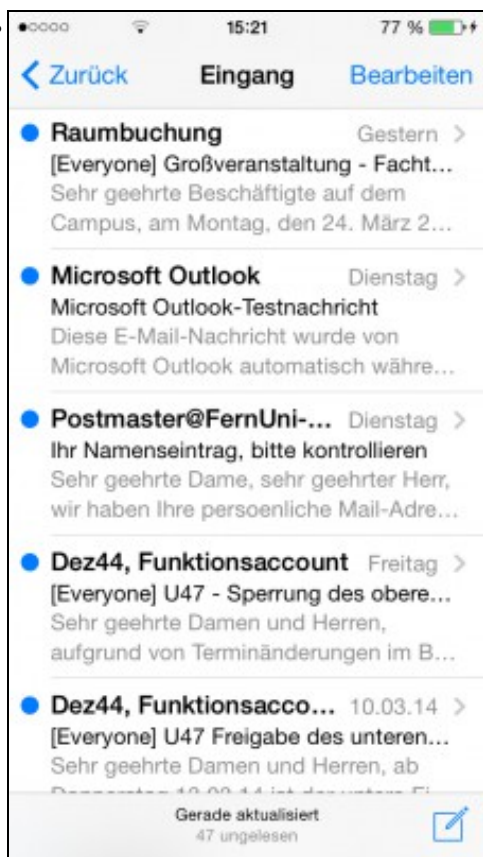 15:21 77 %
Zurück Eingang Bearbeiten
Raumbuchung Gestern
[Everyone] Großveranstaltung - Facht...
Sehr geehrte Beschäftigte auf dem
Campus, am Montag, den 24. März 2...
Microsoft Outlook Dienstag
Microsoft Outlook-Testnachricht
Diese E-Mail-Nachricht wurde von
Microsoft Outlook automatisch währe...
Postmaster@FernUni-... Dienstag
Ihr Namenseintrag, bitte kontrollieren
Sehr geehrte Dame, sehr geehrter Herr,
wir haben Ihre persoenliche Mail-Adre...
Dez44, Funktionsaccount Freitag
[Everyone] U47 - Sperrung des obere...
Sehr geehrte Damen und Herren,
aufgrund von Terminänderungen im B...
Dez44, Funktionsacco... 10.03.14
[Everyone] U47 Freigabe des unteren...
Sehr geehrte Damen und Herren, ab
Gerade aktualisiert
47 ungelesen